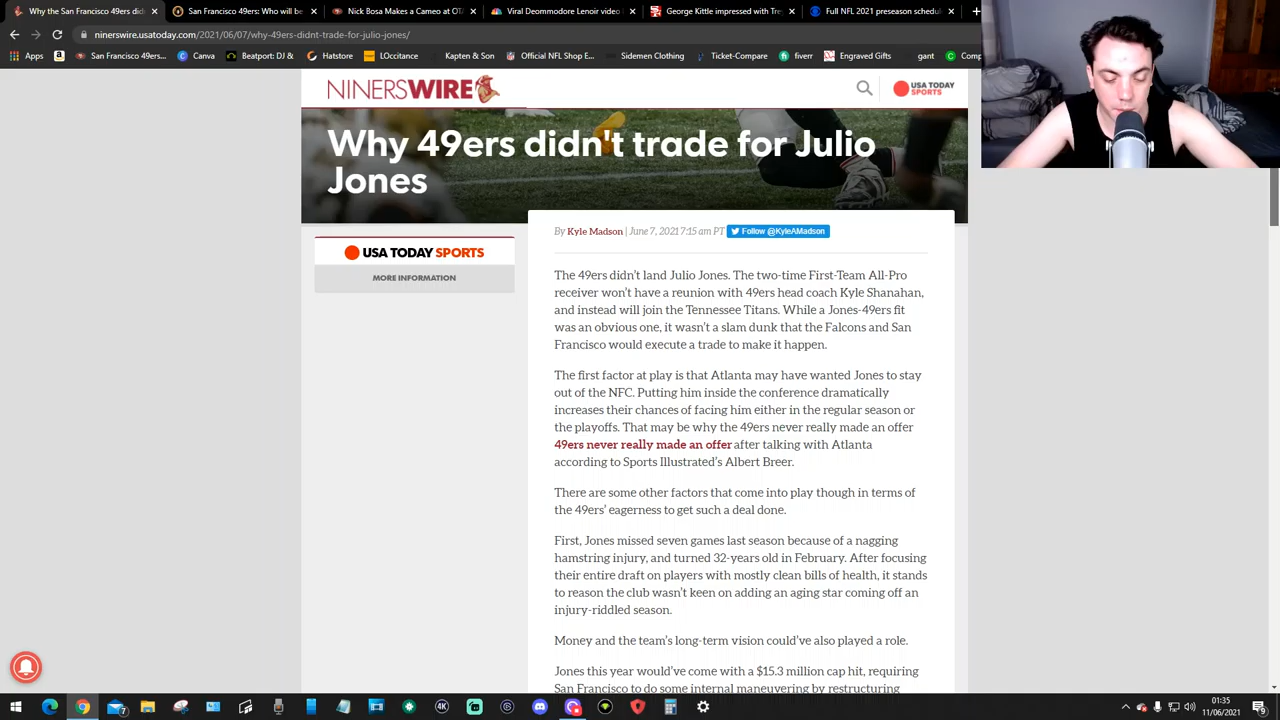 Why 49ers didn
San Francisco 49ers: Who will be
Nick Bosa Makes a Cameo at OTA
Viral Demodeomer video
George Kittle impressed with Tre
Full NFL 2021 preseason schedul
ninerswire.usatoday.com/2021/06/07/why-49ers-didnt-trade-for-julio-jones/
Apps
San Francisco 49ers...
Canva
Beatport: DJ &...
Hatstore
LOccitance
Kapten & Son
Official NFL Shop E...
Sidemen Clothing
Ticket-Compare
fiverr
Engraved Gifts
gant
NINERSWIRE
USA TODAY
SPORTS
Why 49ers didn't trade for Julio
Jones
By Kyle Madson | June 7, 2021 7:15 am PT Follow @KyleAMadson
USA TODAY SPORTS
MORE INFORMATION
The 49ers didn't land Julio Jones. The two-time First-Team All-Pro
receiver won't have a reunion with 49ers head coach Kyle Shanahan,
and instead will join the Tennessee Titans. While a Jones-49ers fit
was an obvious one, it wasn't a slam dunk that the Falcons and San
Francisco would execute a trade to make it happen.
The first factor at play is that Atlanta may have wanted Jones to stay
out of the NFC. Putting him inside the conference dramatically
increases their chances of facing him either in the regular season or
the playoffs. That may be why the 49ers never really made an offer
49ers never really made an offer after talking with Atlanta
according to Sports Illustrated's Albert Breer.
There are some other factors that come into play though in terms of
the 49ers' eagerness to get such a deal done.
First, Jones missed seven games last season because of a nagging
hamstring injury, and turned 32-years old in February. After focusing
their entire draft on players with mostly clean bills of health, it stands
to reason the club wasn't keen on adding an aging star coming off an
injury-riddled season.
Money and the team's long-term vision could've also played a role.
Jones this year would've come with a $15.3 million cap hit, requiring
San Francisco to do some internal maneuvering by restructuring
01:35
11/06/2021